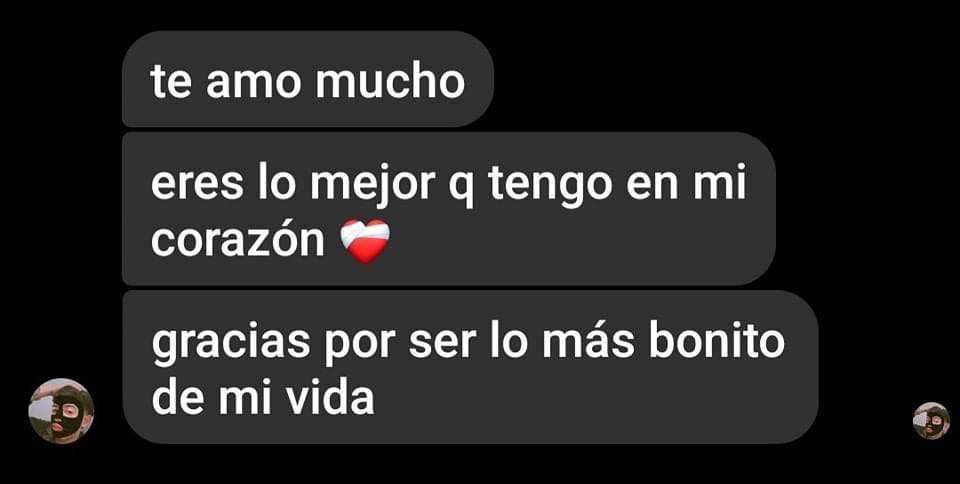 te amo mucho
eres lo mejor q tengo en mi
corazón ❤️‍🩹
gracias por ser lo más bonito
de mi vida